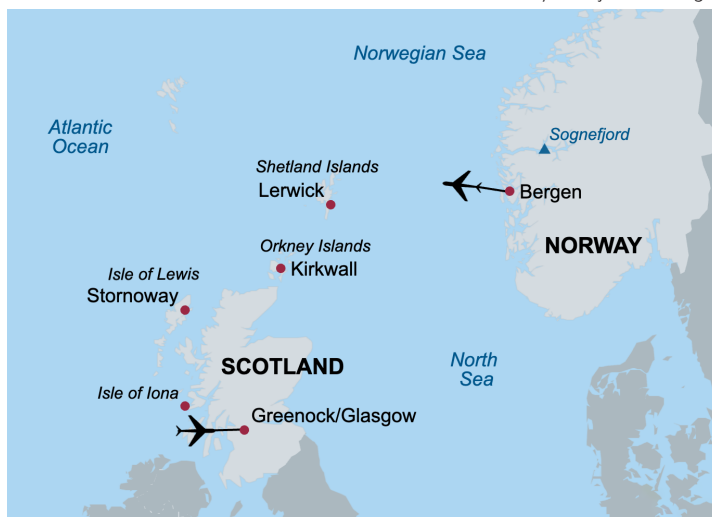 Norwegian Sea
Atlantic
Ocean
Sognefjord
Shetland Islands
Lerwick
Bergen
Orkney Islands
NORWAY
Isle of Lewis
Kirkwall
Stornoway
North
Sea
SCOTLAND
Isle of Iona
Greenock/Glasgow